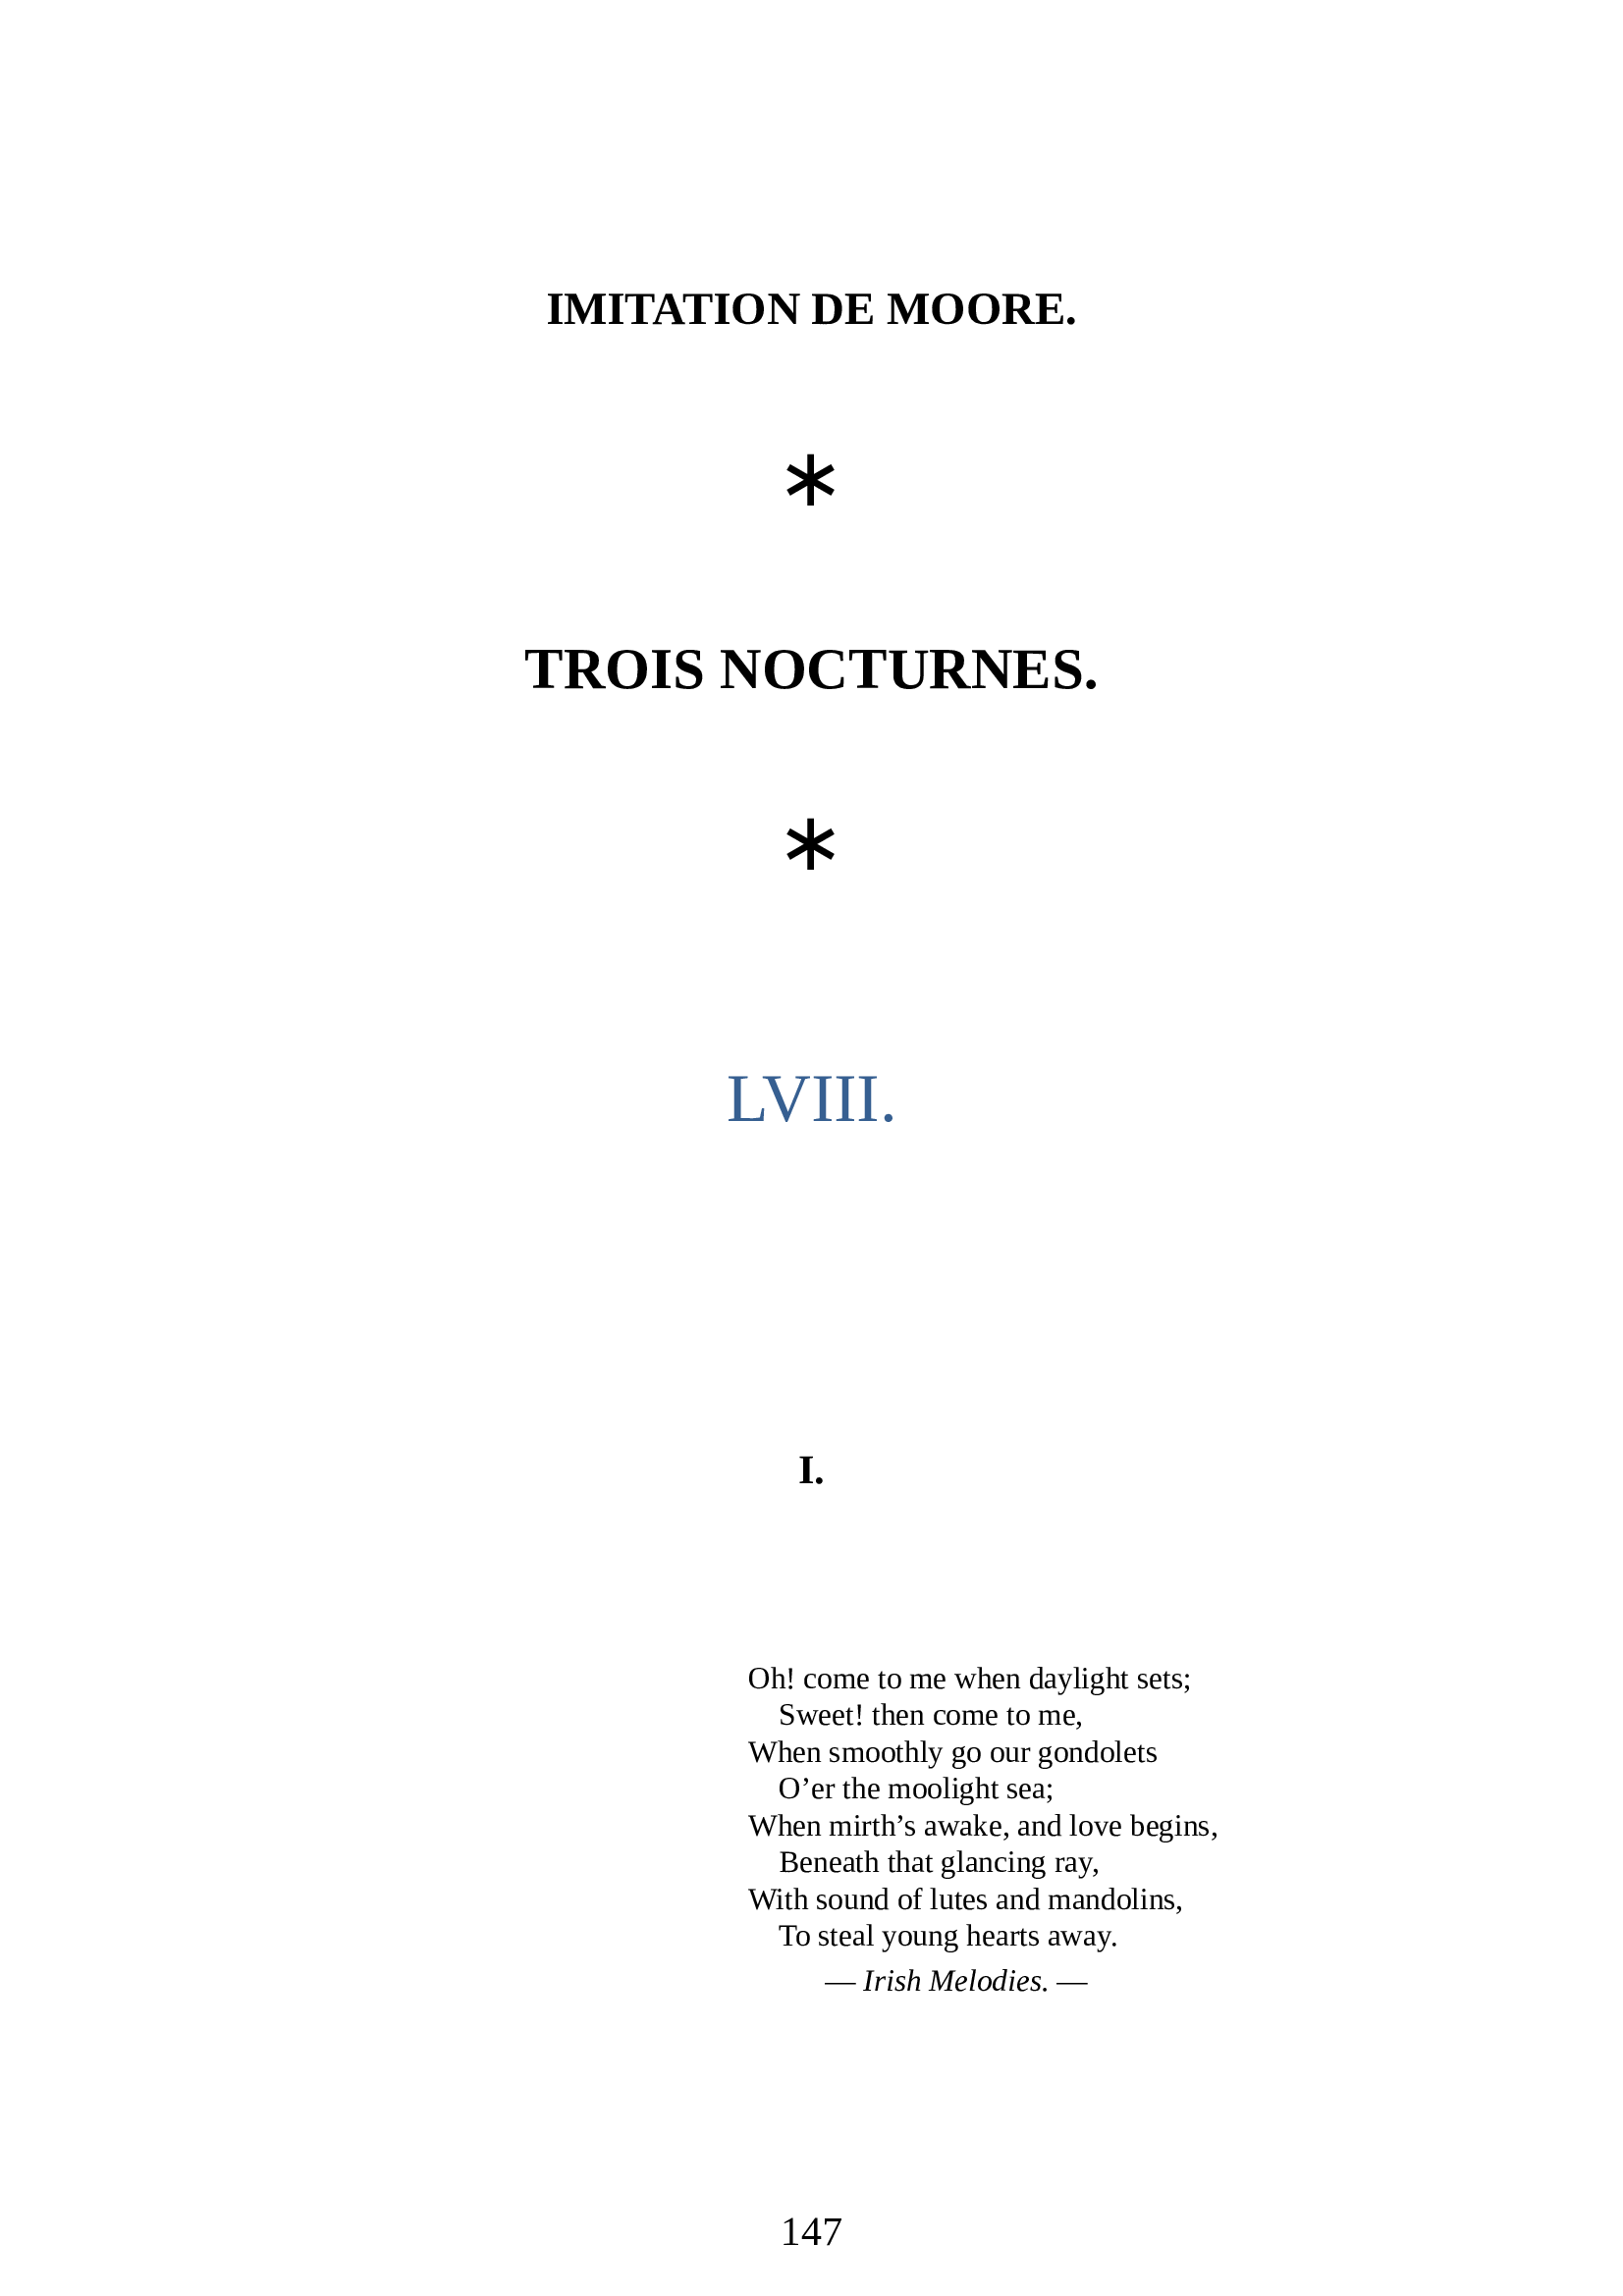 IMITATION DE MOORE.
*
TROIS NOCTURNES.
*
LVIII.
I.
Oh! come to me when daylight sets;
Sweet! then come to me,
When smoothly go our gondolets
O’er the moolight sea;
When mirth’s awake, and love begins,
Beneath that glancing ray,
With sound of lutes and mandolins,
To steal young hearts away.
— Irish Melodies. —
147